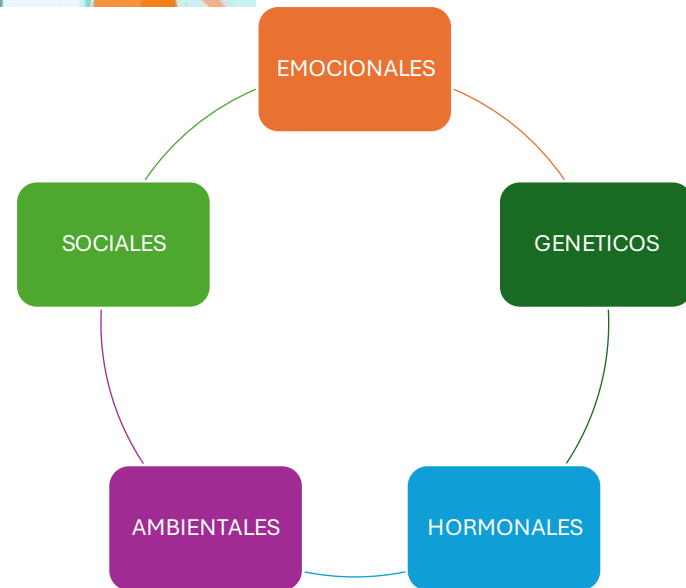 EMOCIONALES
GENETICOS
HORMONALES
AMBIENTALES
SOCIALES